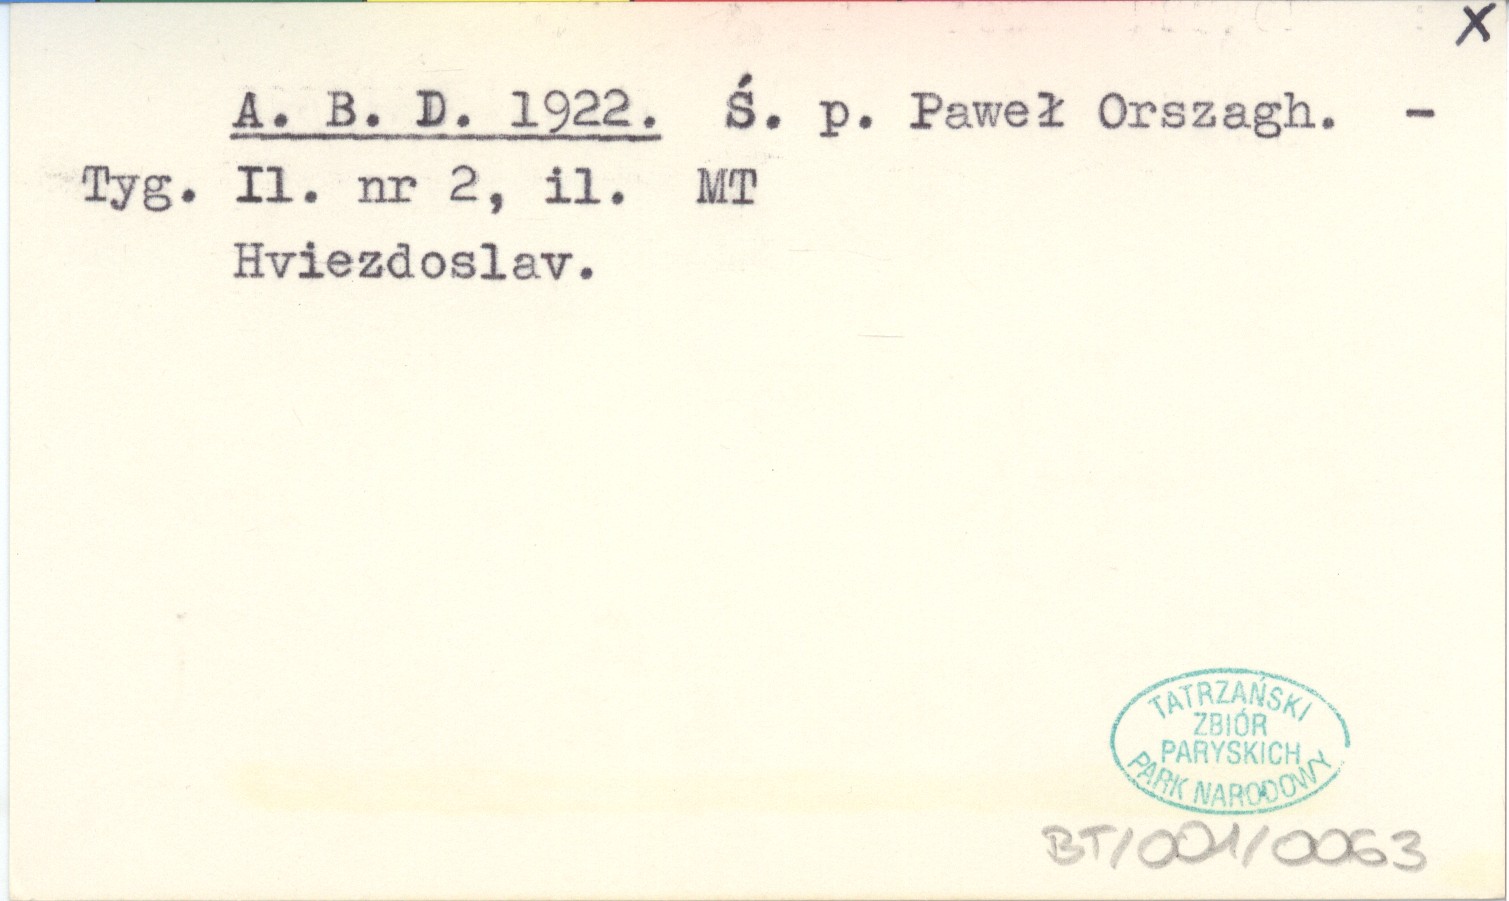 X
A. B. D. 1922. Ś. p. Paweł Orszagh. -
Tyg. Il. nr 2, il. MT
Hviezdoslav.
TATRZAŃSKI
ZBIÓR
PARYSKICH
PARK NARODOWY
BT/001/0063